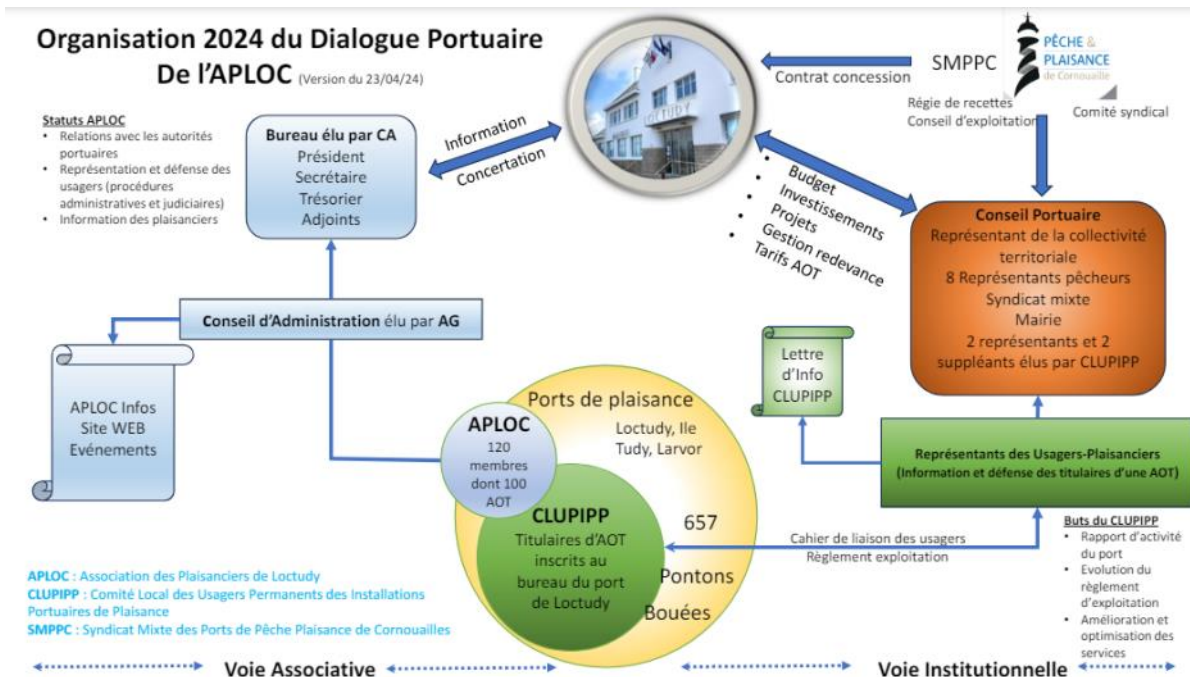 Organisation 2024 du Dialogue Portuaire
De l'APLOC (Version du 23/04/24)
Statuts APLOC
• Relations avec les autorités
portuaires
• Représentation et défense des
usagers (procédures
administratives et judiciaires)
• Information des plaisanciers
Bureau élu par CA
Président
Secrétaire
Trésorier
Adjoints
Information
Concertation
LOCTUDY
Contrat concession
SMPPC
PÊCHE &
PLAISANCE
de Cornouaille
Régie de recettes
Conseil d'exploitation
Comité syndical
• Budget
• Investissements
• Projets
• Gestion redevance
• Tarifs AOT
Conseil Portuaire
Représentant de la collectivité
territoriale
8 Représentants pêcheurs
Syndicat mixte
Mairie
2 représentants et 2
suppléants élus par CLUPIPP
Conseil d'Administration élu par AG
APLOC Infos
Site WEB
Evénements
Lettre
d'Info
CLUPIPP
Ports de plaisance
Loctudy, Ile
Tudy, Larvor
APLOC
120
membres
dont 100
AOT
CLUPIPP
Titulaires d'AOT
inscrits au
bureau du port
de Loctudy
657
Pontons
Bouées
Représentants des Usagers-Plaisanciers
(Information et défense des titulaires d'une AOT)
Cahier de liaison des usagers
Règlement exploitation
Buts du CLUPIPP
• Rapport d'activité
du port
• Evolution du
règlement
d'exploitation
• Amélioration et
optimisation des
services
APLOC : Association des Plaisanciers de Loctudy
CLUPIPP : Comité Local des Usagers Permanents des Installations
Portuaires de Plaisance
SMPPC : Syndicat Mixte des Ports de Pêche Plaisance de Cornouailles
Voie Associative
Voie Institutionnelle